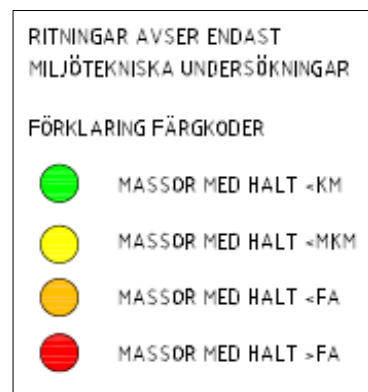 RITNINGAR AVSER ENDAST
MILJÖTEKNISKA UNDERSÖKNINGAR
FÖRKLARING FÄRGKODER
MASSOR MED HALT <KM
MASSOR MED HALT <MKM
MASSOR MED HALT <FA
MASSOR MED HALT >FA